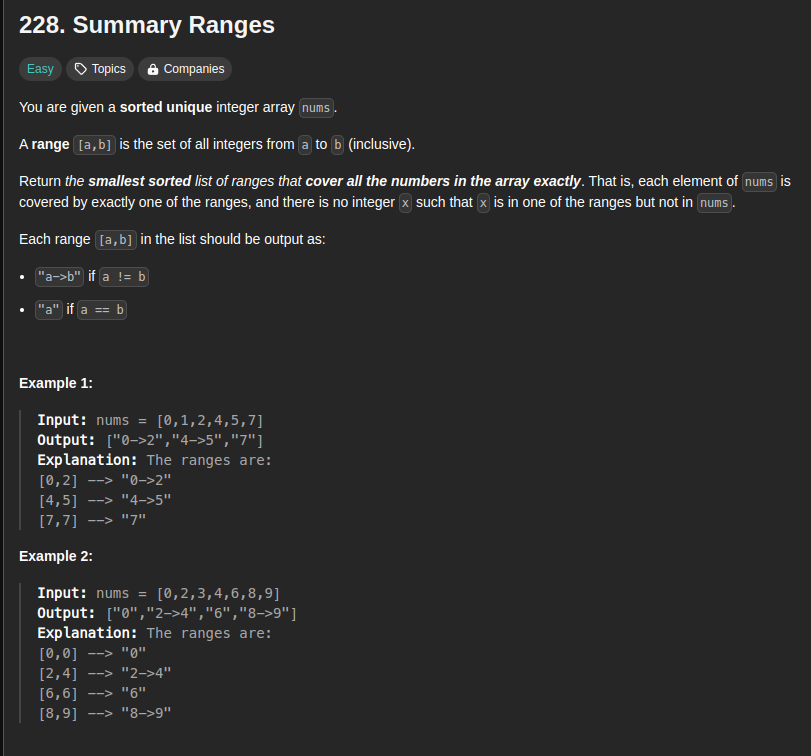 228. Summary Ranges
Easy Topics Companies
You are given a sorted unique integer array nums.
A range [a,b] is the set of all integers from a to b (inclusive).
Return the smallest sorted list of ranges that cover all the numbers in the array exactly. That is, each element of nums is
covered by exactly one of the ranges, and there is no integer x such that x is in one of the ranges but not in nums.
Each range [a,b] in the list should be output as:
• "a->b" if a != b
• "a" if a == b
Example 1:
Input: nums = [0,1,2,4,5,7]
Output: ["0->2","4->5","7"]
Explanation: The ranges are:
[0,2] --> "0->2"
[4,5] --> "4->5"
[7,7] --> "7"
Example 2:
Input: nums = [0,2,3,4,6,8,9]
Output: ["0","2->4","6","8->9"]
Explanation: The ranges are:
[0,0] --> "0"
[2,4] --> "2->4"
[6,6] --> "6"
[8,9] --> "8->9"